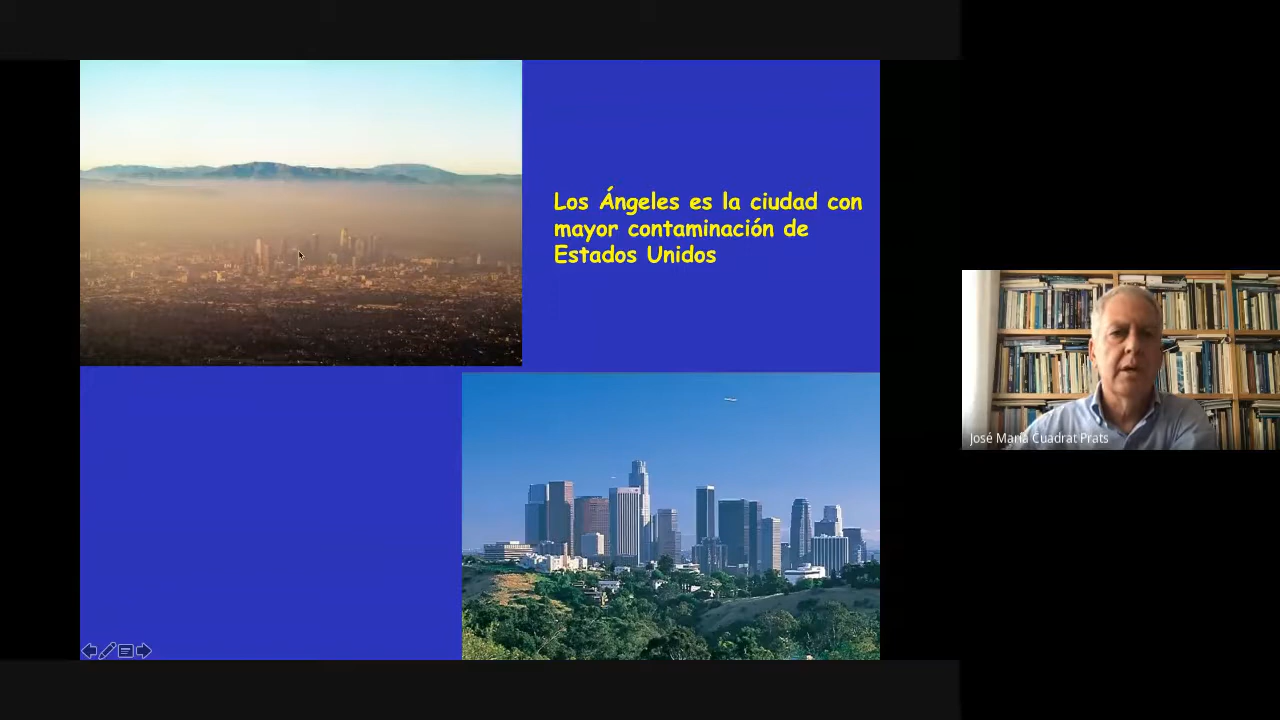 Los Ángeles es la ciudad con
mayor contaminación de
Estados Unidos
José María Cuadrat Prats